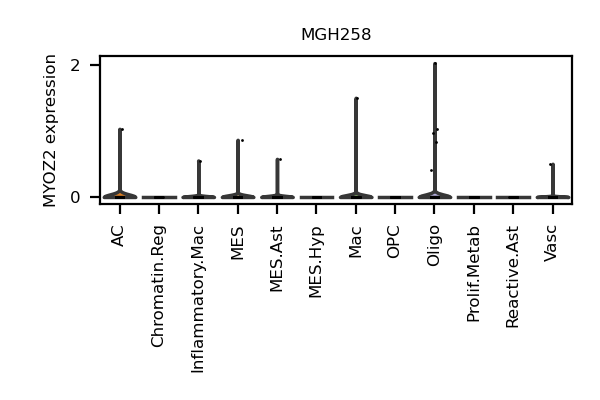 MGH258
MYOZ2 expression
2
0
AC
Chromatin.Reg
Inflammatory.Mac
MES
MES.Ast
MES.Hyp
Mac
OPC
Oligo
Prolif.Metab
Reactive.Ast
Vasc